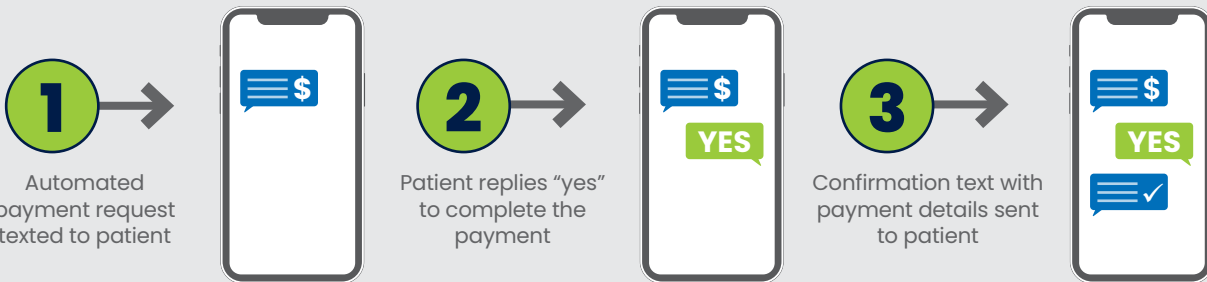 1
Automated
payment request
texted to patient
$
2
Patient replies “yes”
to complete the
payment
$
YES
3
Confirmation text with
payment details sent
to patient
$
YES